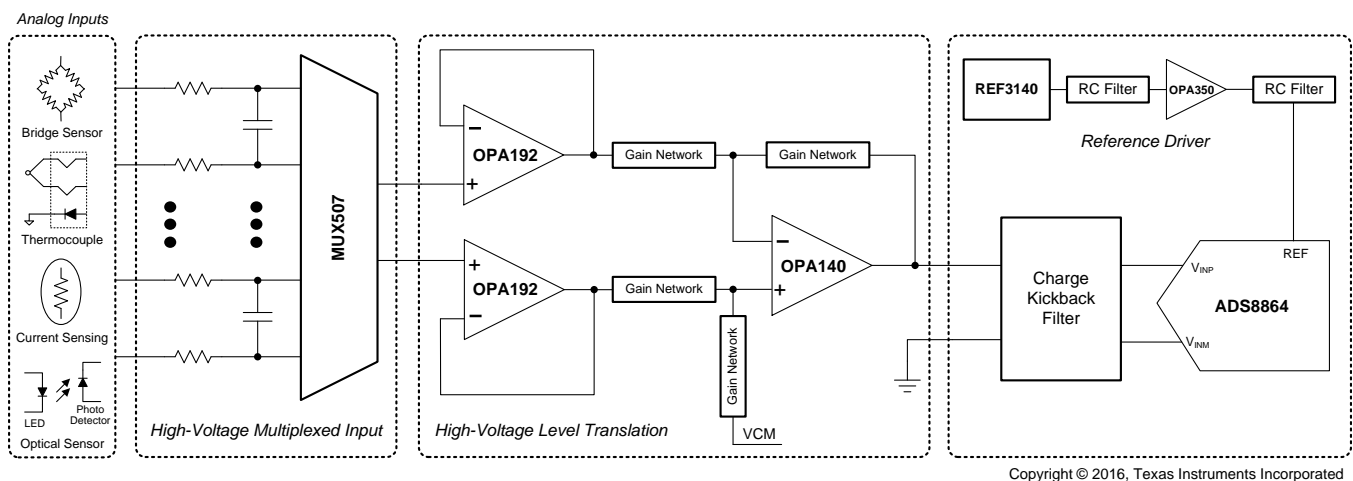 Analog Inputs
Bridge Sensor
Thermocouple
Current Sensing
LED
Photo
Detector
Optical Sensor
MUX507
High-Voltage Multiplexed Input
OPA192
+
OPA192
+
Gain Network
Gain Network
Gain Network
Gain Network
OPA140
+
VCM
High-Voltage Level Translation
REF3140
RC Filter
OPA350
RC Filter
Reference Driver
Charge
Kickback
Filter
REF
VINP
ADS8864
VINM
Copyright © 2016, Texas Instruments Incorporated